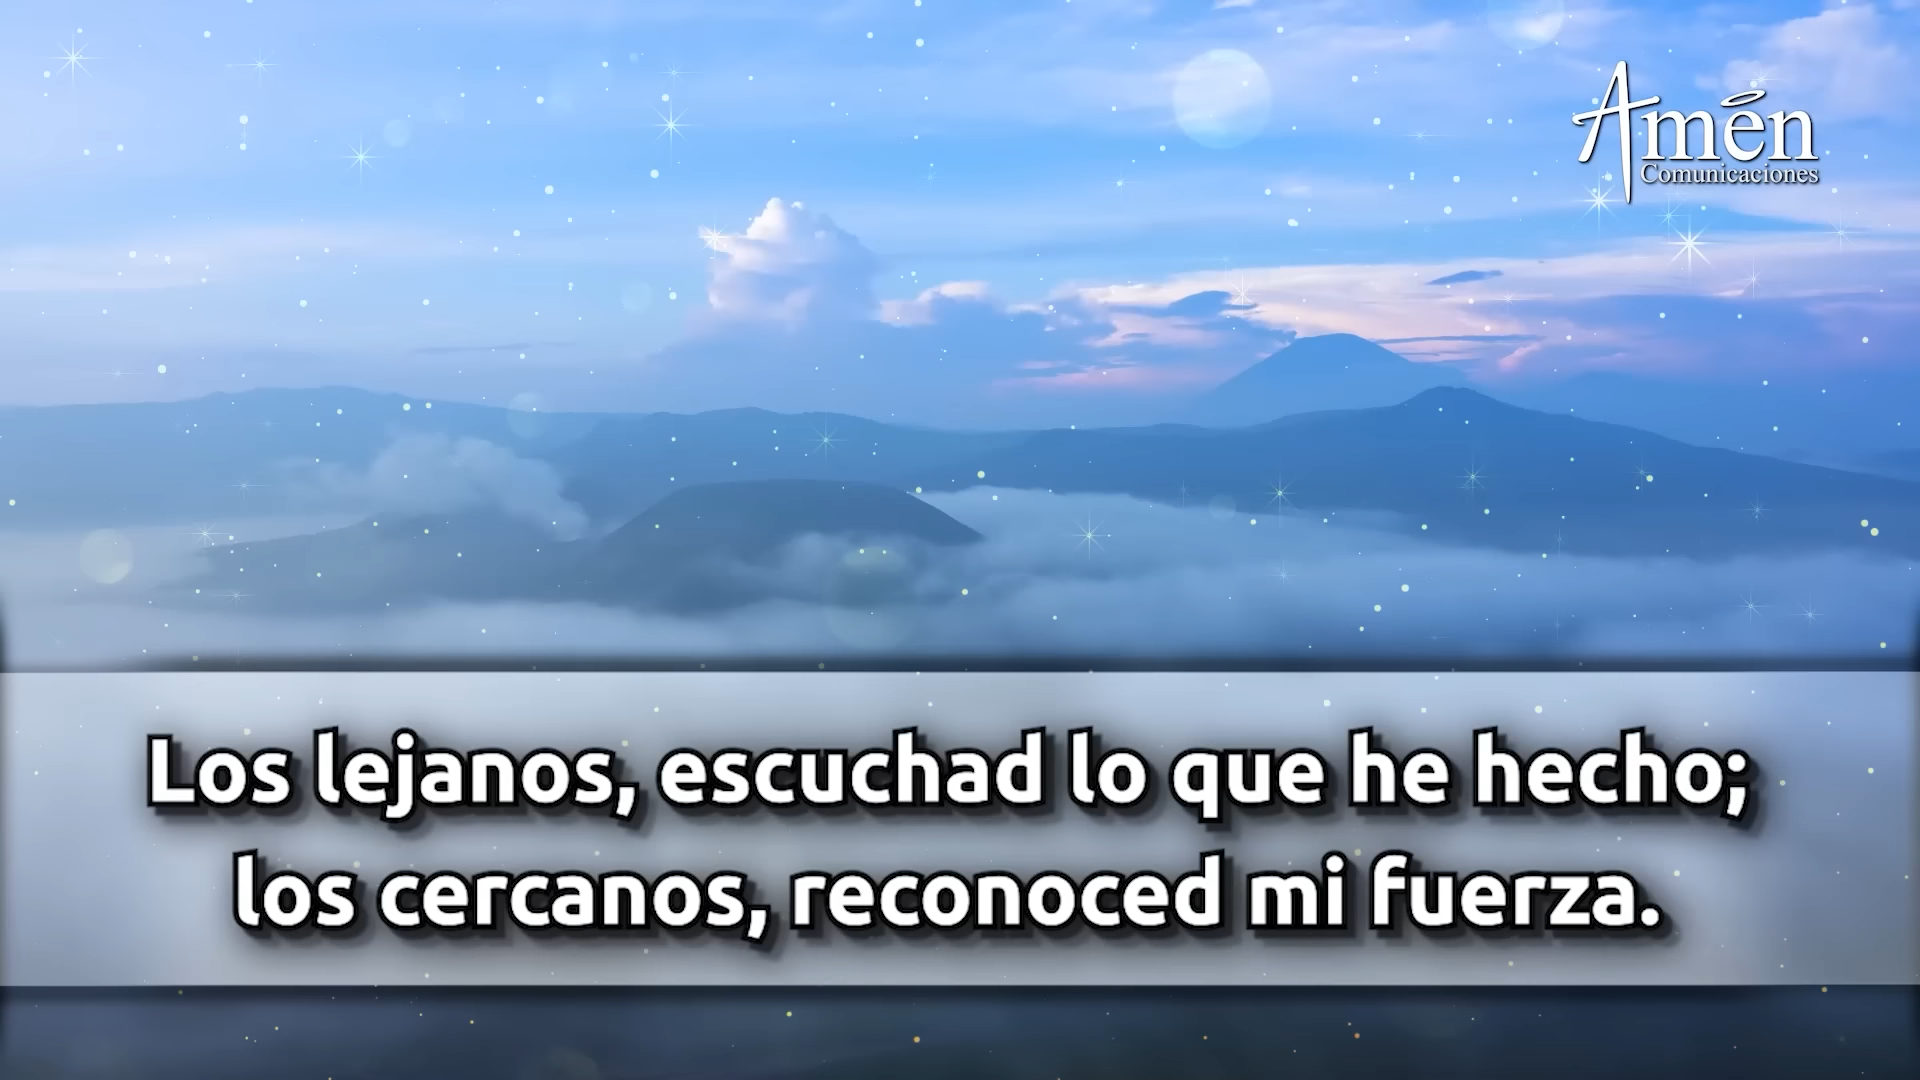 Amén
Comunicaciones
Los lejanos, escuchad lo que he hecho;
los cercanos, reconoced mi fuerza.